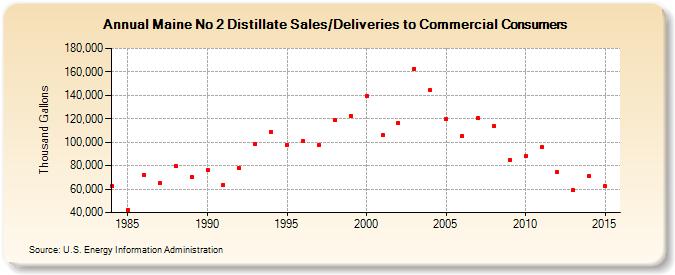 Annual Maine No 2 Distillate Sales/Deliveries to Commercial Consumers
Thousand Gallons
180,000
160,000
140,000
120,000
100,000
80,000
60,000
40,000
1985 1990 1995 2000 2005 2010 2015
Source: U.S. Energy Information Administration